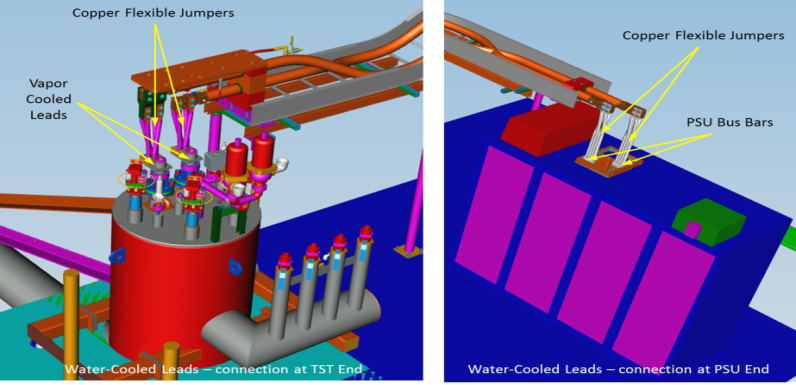 Copper Flexible Jumpers
Vapor
Cooled
Leads
Water-Cooled Leads – connection at TST End
Copper Flexible Jumpers
PSU Bus Bars
Water-Cooled Leads – connection at PSU End